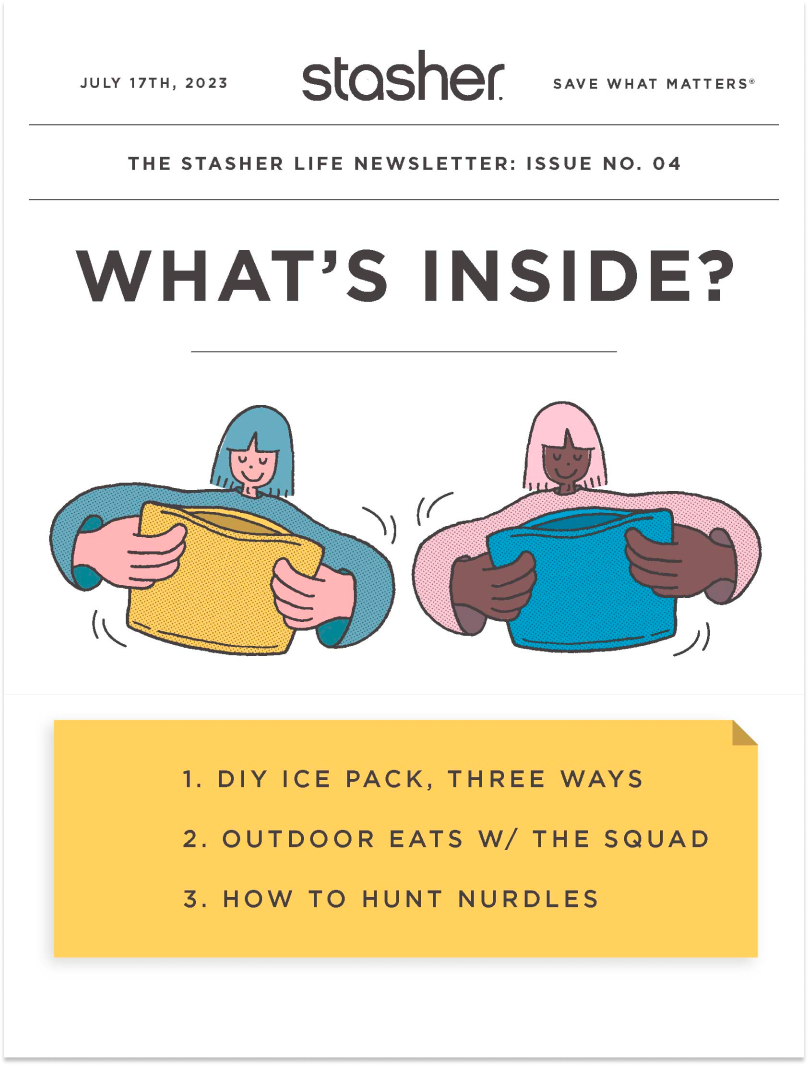 JULY 17TH, 2023
stasher.
SAVE WHAT MATTERS®
THE STASHER LIFE NEWSLETTER: ISSUE NO. 04
WHAT'S INSIDE?
1. DIY ICE PACK, THREE WAYS
2. OUTDOOR EATS W/ THE SQUAD
3. HOW TO HUNT NURDLES